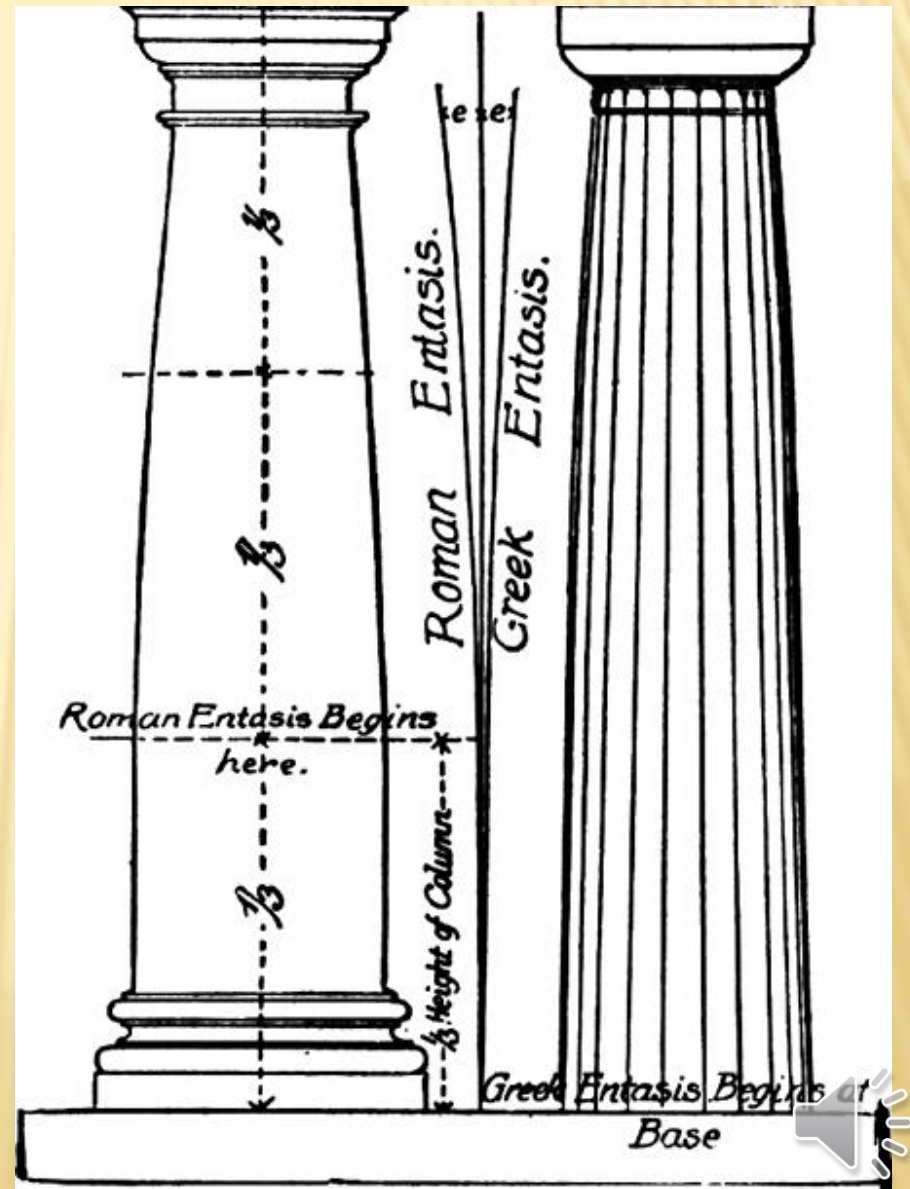 e e
1/3
Roman Entasis.
Greek Entasis.
1/3
Roman Entasis Begins
here.
1/3
1/3 Height of Column
Greek Entasis Begins at
Base